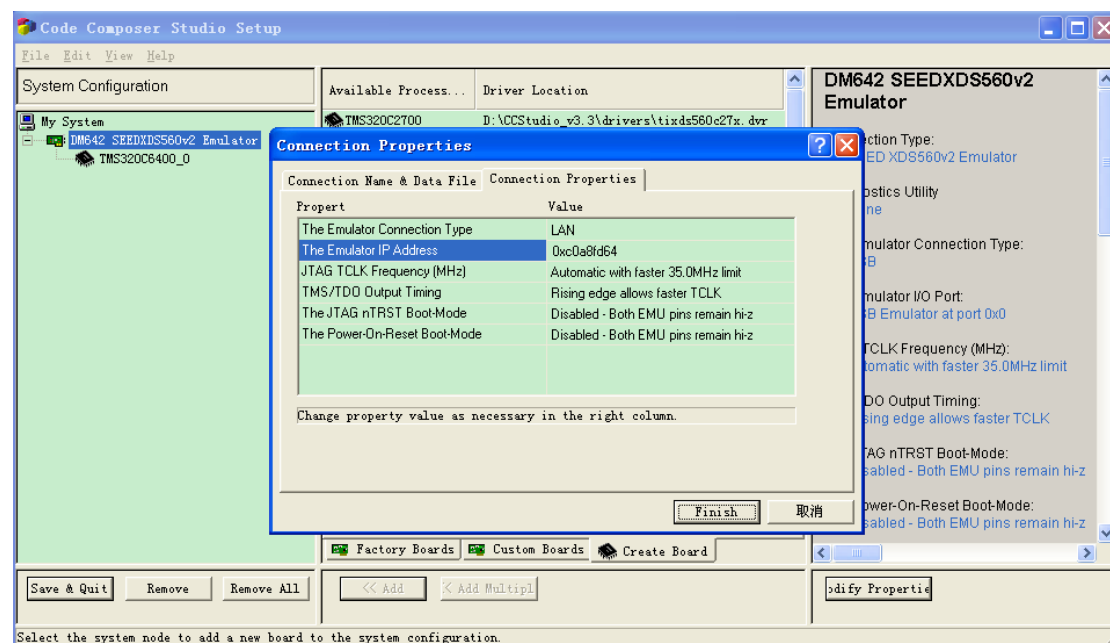 Code Composer Studio Setup
File Edit View Help
System Configuration
Available Process... Driver Location
My System
TMS320C2700 D:\CCStudio_v3.3\drivers\tixds560c27x.dvr
DM642 SEEDXDS560v2 Emulator
TMS320C6400_0
Connection Properties
Connection Name & Data File Connection Properties
Propert Value
The Emulator Connection Type LAN
The Emulator IP Address 0xc0a8fd64
JTAG TCLK Frequency (MHz) Automatic with faster 35.0MHz limit
TMS/TDO Output Timing Rising edge allows faster TCLK
The JTAG nTRST Boot-Mode Disabled - Both EMU pins remain hi-z
The Power-On-Reset Boot-Mode Disabled - Both EMU pins remain hi-z
Change property value as necessary in the right column.
Finish 取消
DM642 SEEDXDS560v2
Emulator
ction Type:
ED XDS560v2 Emulator
ostics Utility
ne
mulator Connection Type:
B
mulator I/O Port:
B Emulator at port 0x0
TCLK Frequency (MHz):
tomatic with faster 35.0MHz limit
DO Output Timing:
sing edge allows faster TCLK
AG nTRST Boot-Mode:
sabled - Both EMU pins remain hi-z
ower-On-Reset Boot-Mode:
sabled - Both EMU pins remain hi-z
Factory Boards Custom Boards Create Board
Save & Quit Remove Remove All << Add < Add Multipl odify Propertie
Select the system node to add a new board to the system configuration.